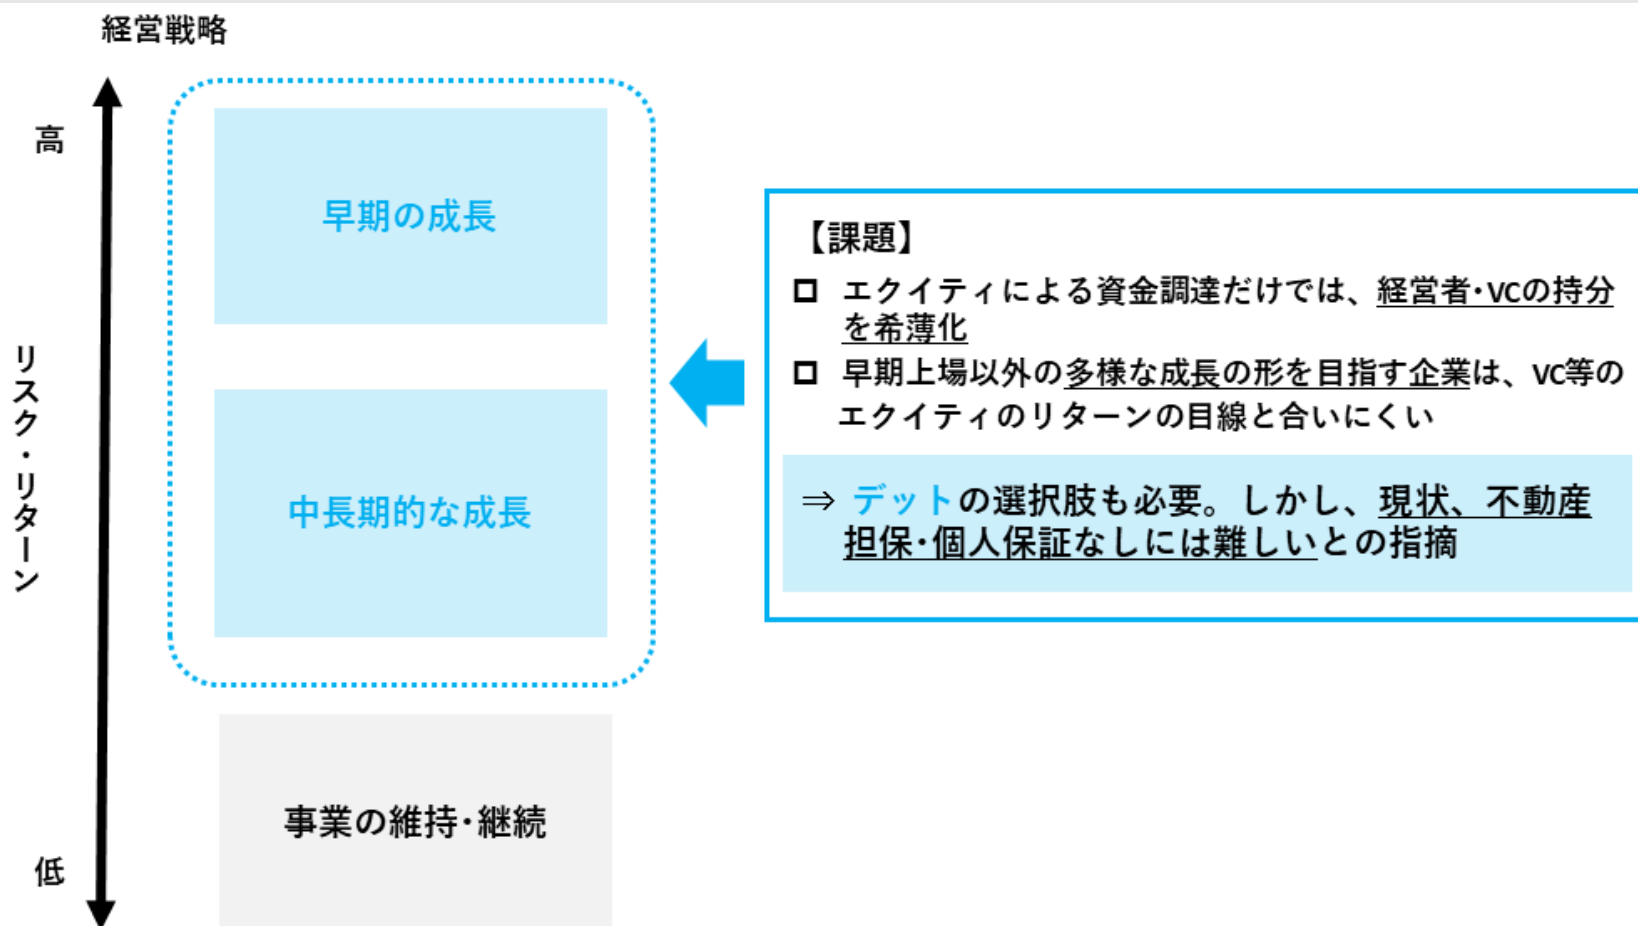 経営戦略
高
早期の成長
【課題】
エクイティによる資金調達だけでは、経営者・VCの持分
を希薄化
早期上場以外の多様な成長の形を目指す企業は、VC等の
エクイティのリターンの目線と合いにくい
⇒ デットの選択肢も必要。しかし、現状、不動産
担保・個人保証なしには難しいとの指摘
リスク・リターン
中長期的な成長
事業の維持・継続
低